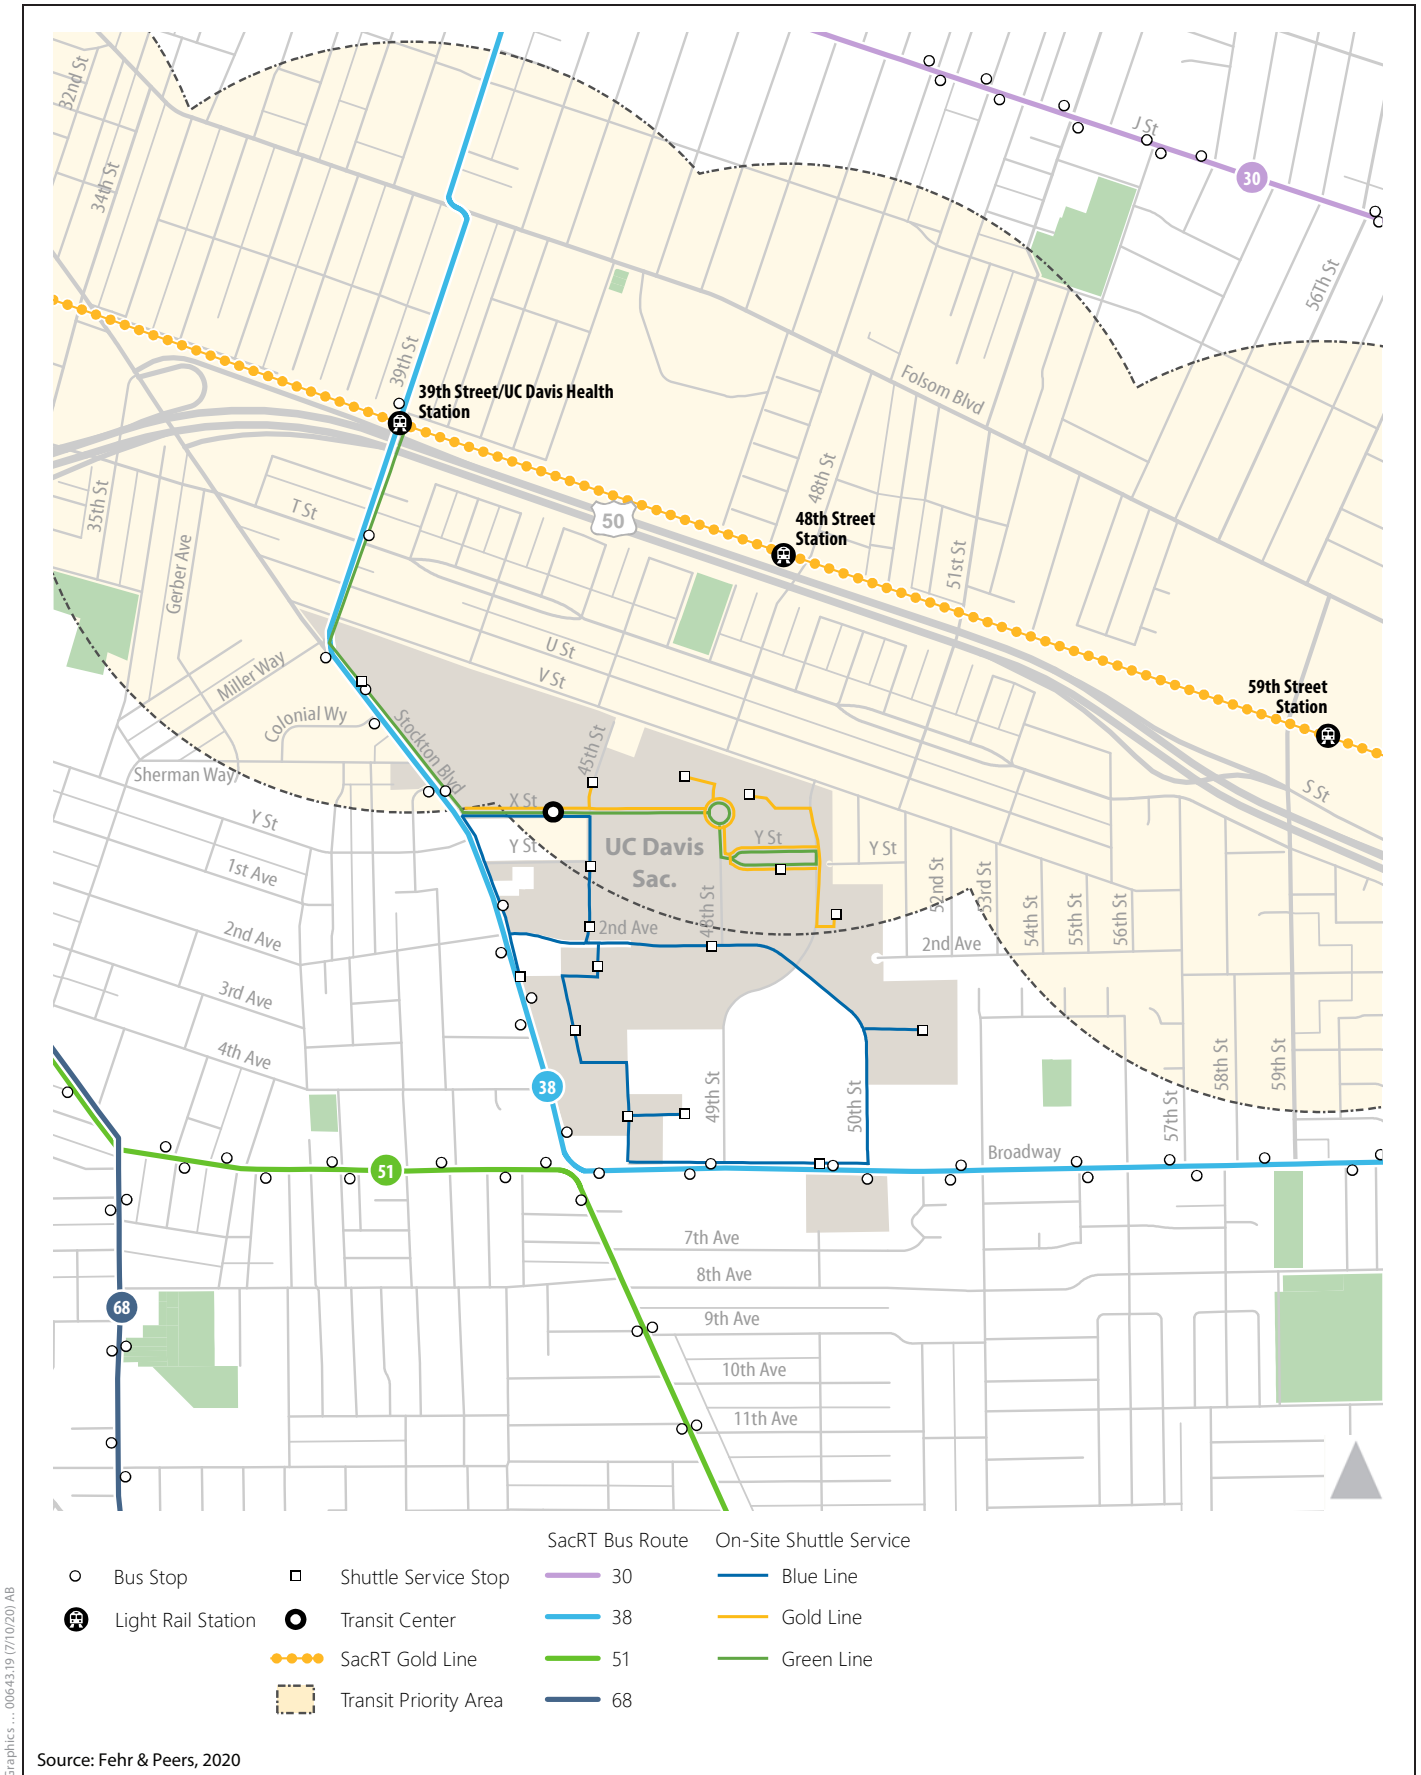 32nd St
34th St
J St
30
56Th St
39th St
39th Street/UC Davis Health
Station
Folsom Blvd
48th St
35th St
T St
50
48th Street
Station
Gerber Ave
51st St
U St
V St
Miller Way
59th Street
Station
Colonial Wy
Stockton Blvd
45th St
Sherman Way
X St
S St
Y St
Y St
UC Davis
Sac.
Y St
Y St
1st Ave
48th St
52nd St
53rd St
54th St
55th St
56th St
2nd Ave
2nd Ave
2nd Ave
3rd Ave
4th Ave
38
49th St
50th St
57th St
58th St
59th St
51
Broadway
7th Ave
8th Ave
68
9th Ave
10th Ave
11th Ave
SacRT Bus Route
On-Site Shuttle Service
Bus Stop
Shuttle Service Stop
30
Blue Line
Light Rail Station
Transit Center
38
Gold Line
SacRT Gold Line
51
Green Line
Transit Priority Area
68
Graphics ... 00643.19 (7/10/20) AB
Source: Fehr & Peers, 2020